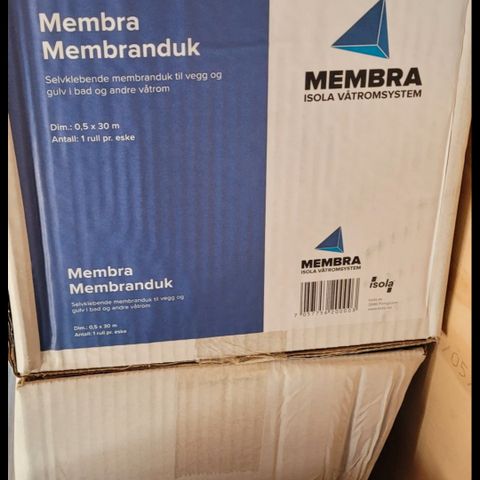 Membra
Membranduk
Selvklebende membranduk til vegg og
gulv i bad og andre våtrom
Dim.: 0,5 x 30 m
Antall: 1 rull pr. eske
MEMBRA
ISOLA VÅTROMSYSTEM
MEMBRA
ISOLA VÅTROMSYSTEM
Membra
Membranduk
Selvklebende membranduk til vegg og
gulv i bad og andre våtrom
Dim.: 0,5 x 30 m
Antall: 1 rull pr. eske
isola